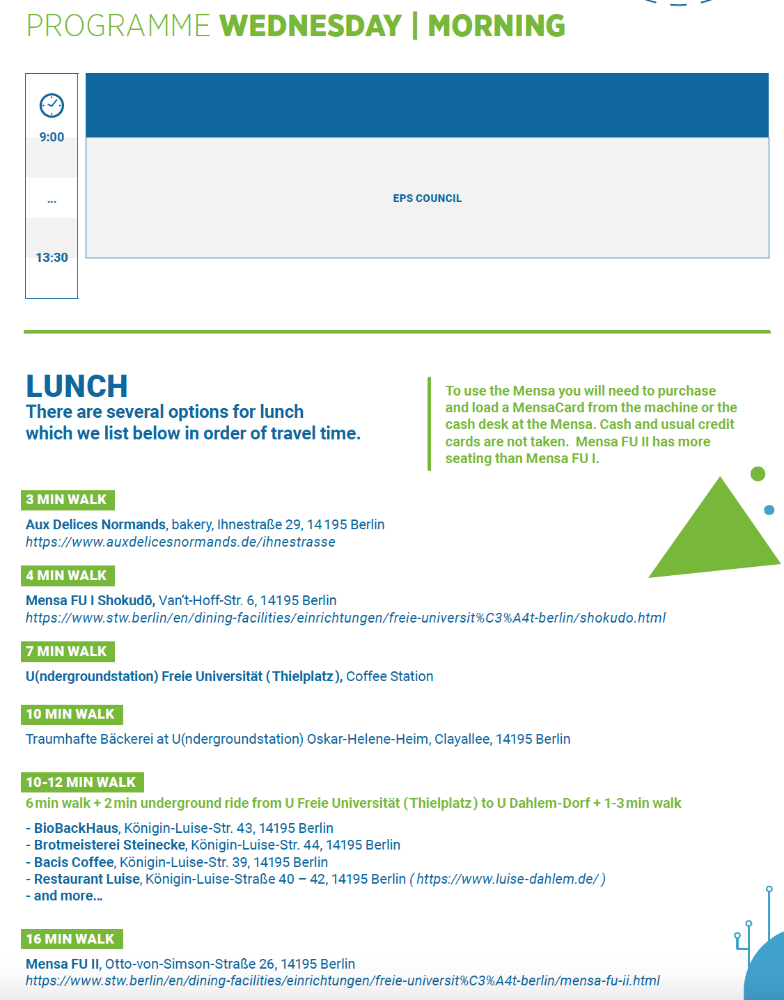 PROGRAMME WEDNESDAY | MORNING
9:00
...
13:30
EPS COUNCIL
LUNCH
There are several options for lunch
which we list below in order of travel time.
To use the Mensa you will need to purchase
and load a MensaCard from the machine or the
cash desk at the Mensa. Cash and usual credit
cards are not taken.  Mensa FU II has more
seating than Mensa FU I.
3 MIN WALK
Aux Delices Normands, bakery, Ihnestraße 29, 14195 Berlin
https://www.auxdelicesnormands.de/ihnestrasse
4 MIN WALK
Mensa FU I Shokudō, Van’t-Hoff-Str. 6, 14195 Berlin
https://www.stw.berlin/en/dining-facilities/einrichtungen/freie-universit%C3%A4t-berlin/shokudo.html
7 MIN WALK
U(ndergroundstation) Freie Universität (Thielplatz), Coffee Station
10 MIN WALK
Traumhafte Bäckerei at U(ndergroundstation) Oskar-Helene-Heim, Clayallee, 14195 Berlin
10-12 MIN WALK
6 min walk + 2 min underground ride from U Freie Universität (Thielplatz) to U Dahlem-Dorf + 1-3 min walk
- BioBackHaus, Königin-Luise-Str. 43, 14195 Berlin
- Brotmeisterei Steinecke, Königin-Luise-Str. 44, 14195 Berlin
- Bacis Coffee, Königin-Luise-Str. 39, 14195 Berlin
- Restaurant Luise, Königin-Luise-Straße 40 – 42, 14195 Berlin ( https://www.luise-dahlem.de/ )
- and more...
16 MIN WALK
Mensa FU II, Otto-von-Simson-Straße 26, 14195 Berlin
https://www.stw.berlin/en/dining-facilities/einrichtungen/freie-universit%C3%A4t-berlin/mensa-fu-ii.html